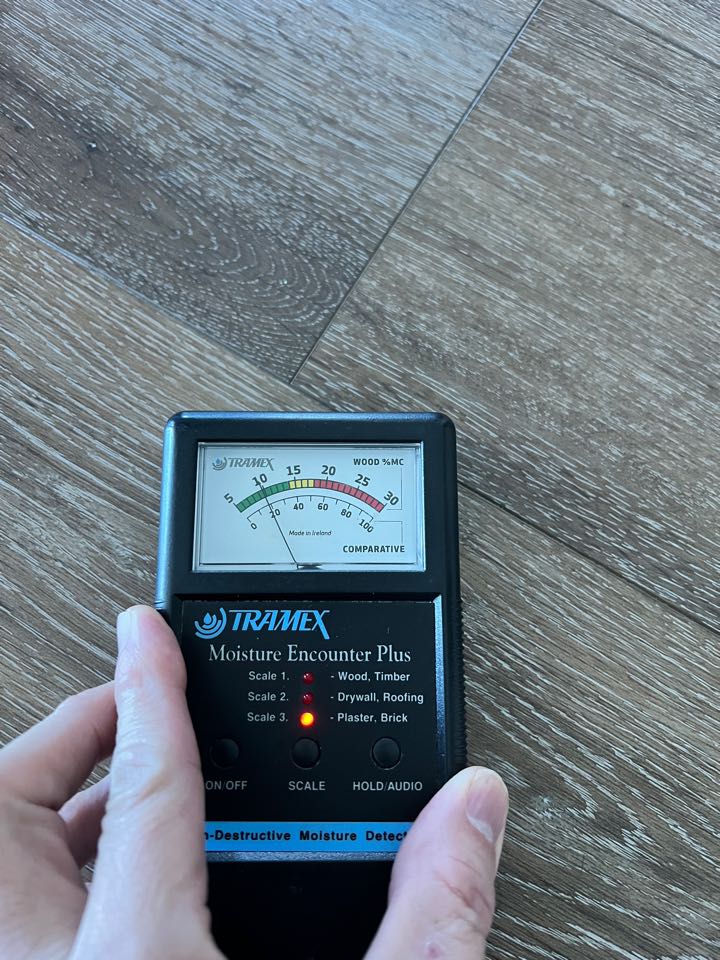 TRAMEX WOOD %MC
5 10 15 20 25 30
0 20 40 60 80 100
Made in Ireland
COMPARATIVE
TRAMEX
Moisture Encounter Plus
Scale 1. - Wood, Timber
Scale 2. - Drywall, Roofing
Scale 3. - Plaster, Brick
ON/OFF SCALE HOLD/AUDIO
-Destructive Moisture